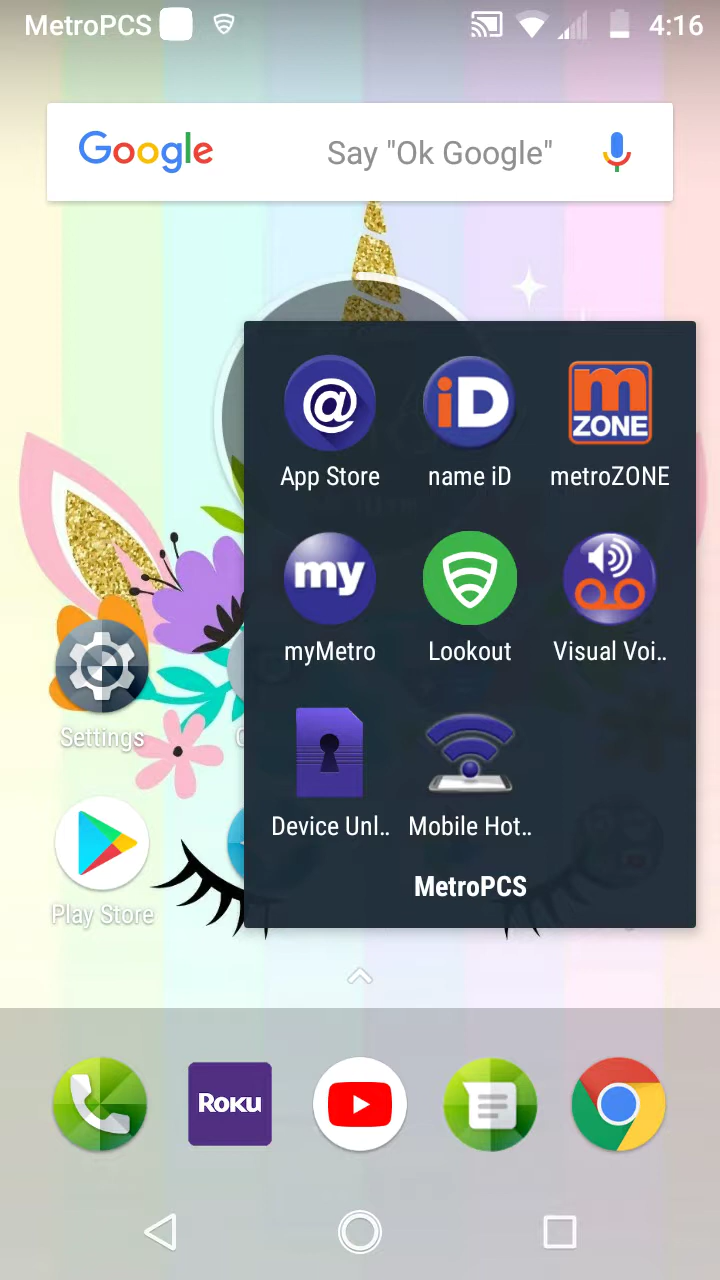 MetroPCS 4:16
Google Say "Ok Google"
@ iD m ZONE
App Store name iD metroZONE
my
myMetro Lookout Visual Voi..
Settings
Device Unl.. Mobile Hot..
MetroPCS
Play Store
ROKU